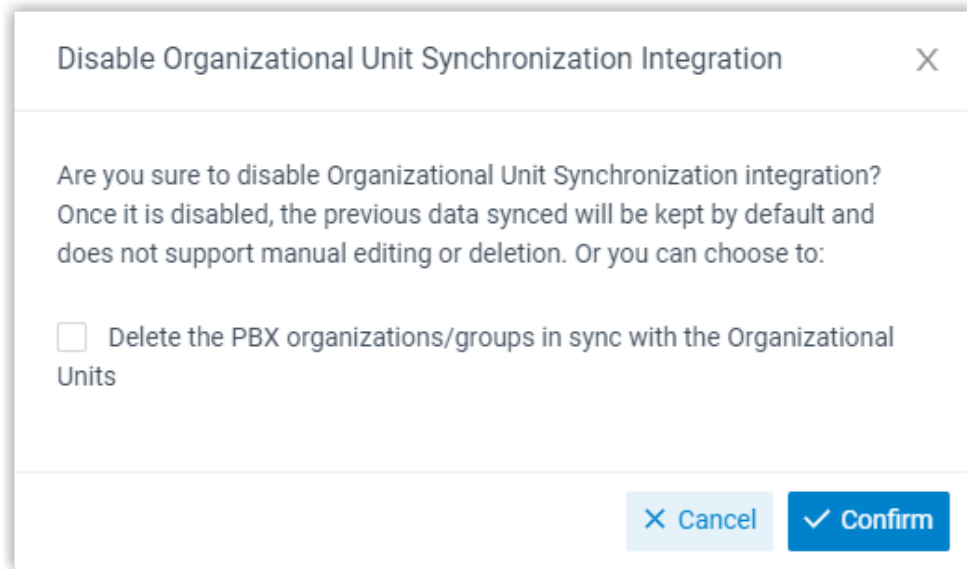 Disable Organizational Unit Synchronization Integration
Are you sure to disable Organizational Unit Synchronization integration?
Once it is disabled, the previous data synced will be kept by default and
does not support manual editing or deletion. Or you can choose to:
Delete the PBX organizations/groups in sync with the Organizational
Units
Cancel
Confirm